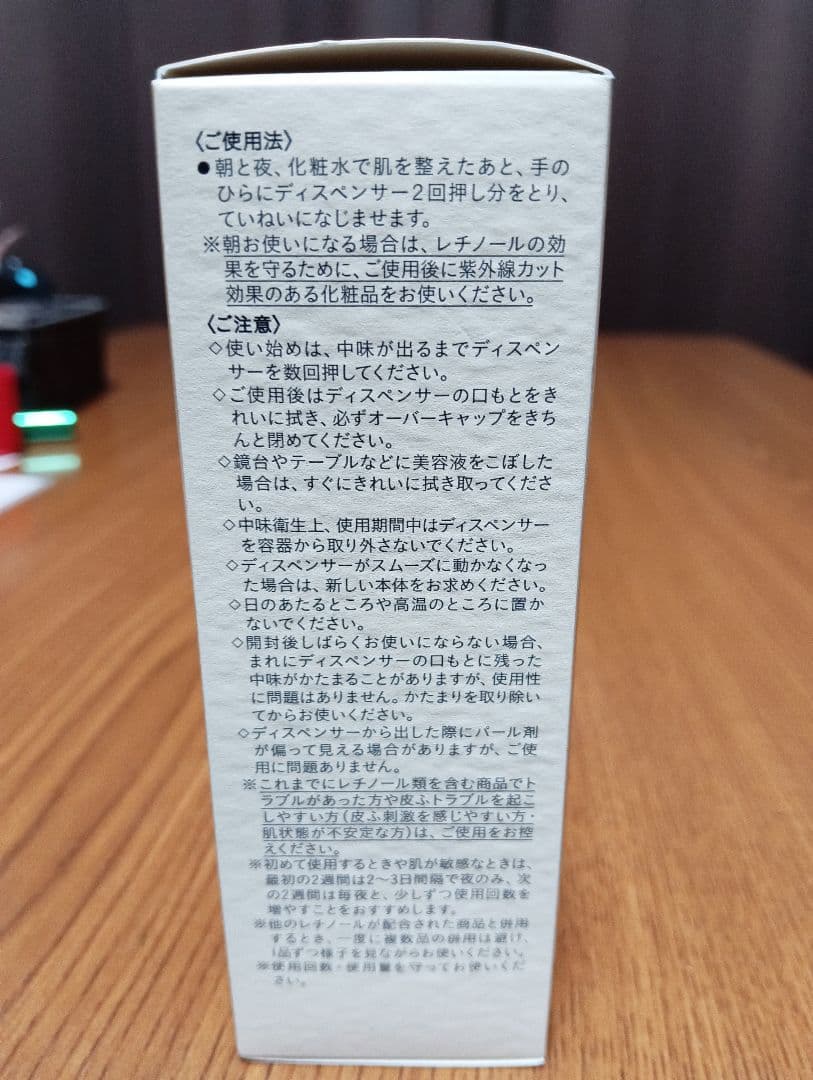 〈ご使用法〉
●朝と夜、化粧水で肌を整えたあと、手の
ひらにディスペンサー2回押し分をとり、
ていねいになじませます。
※朝お使いになる場合は、レチノールの効
果を守るために、ご使用後に紫外線カット
効果のある化粧品をお使いください。
〈ご注意〉
◇使い始めは、中味が出るまでディスペン
サーを数回押してください。
◇ご使用後はディスペンサーの口もとをき
れいに拭き、必ずオーバーキャップをきち
んと閉めてください。
◇鏡台やテーブルなどに美容液をこぼした
場合は、すぐにきれいに拭き取ってくださ
い。
◇中味衛生上、使用期間中はディスペンサー
を容器から取り外さないでください。
◇ディスペンサーがスムーズに動かなくなっ
た場合は、新しい本体をお求めください。
◇日のあたるところや高温のところに置か
ないでください。
◇開封後しばらくお使いにならない場合、
まれにディスペンサーの口もとに残った
中味がかたまることがありますが、使用性
に問題はありません。かたまりを取り除い
てからお使いください。
◇ディスペンサーから出した際にパール剤
が偏って見える場合がありますが、ご使
用に問題ありません。
※これまでにレチノール類を含む商品でト
ラブルがあった方や皮ふトラブルを起こ
しやすい方(皮ふ刺激を感じやすい方・
肌状態が不安定な方)は、ご使用をお控
えください。
※初めて使用するときや肌が敏感なときは、
最初の2週間は2〜3日間隔で夜のみ、次
の2週間は毎夜と、少しずつ使用回数を
増やすことをおすすめします。
※他のレチノールが配合された商品と併用
するとき、一度に複数品の併用は避け、
1品ずつ様子を見ながらお使いください。
※使用回数・使用量を守ってお使いくだ
さい。